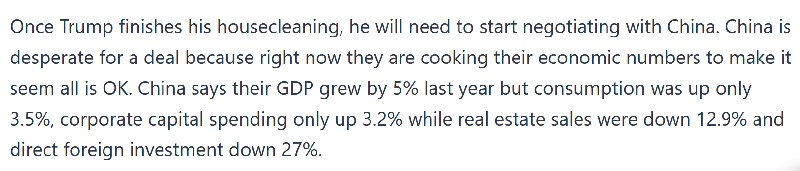 Once Trump finishes his housecleaning, he will need to start negotiating with China. China is
desperate for a deal because right now they are cooking their economic numbers to make it
seem all is OK. China says their GDP grew by 5% last year but consumption was up only
3.5%, corporate capital spending only up 3.2% while real estate sales were down 12.9% and
direct foreign investment down 27%.